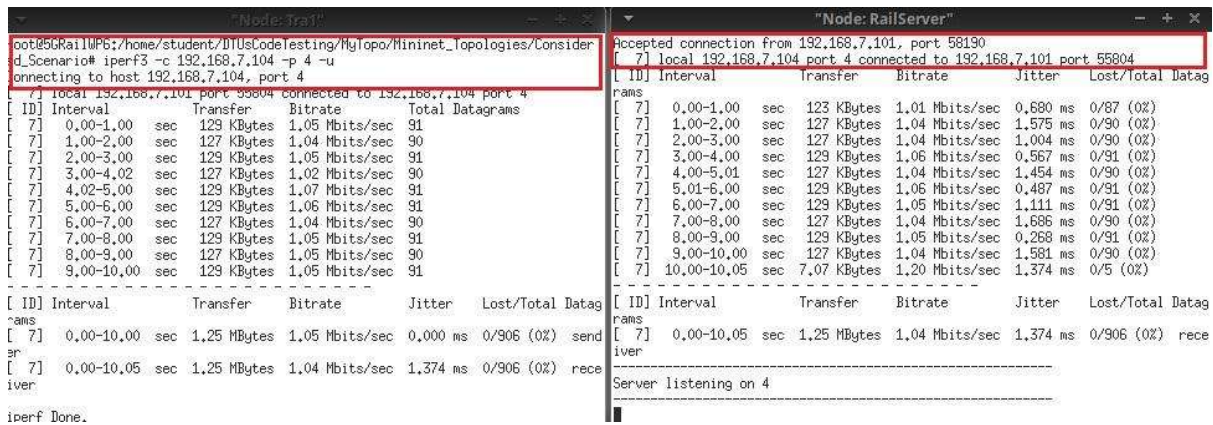 "Node: Tra1"
oot@5GRailWP6:/home/student/DTUsCodeTesting/MyTopo/Mininet_Topologies/Consider
d_Scenario# iperf3 -c 192.168.7.104 -p 4 -u
onnecting to host 192.168.7.104, port 4
[ 7] local 192.168.7.101 port 55804 connected to 192.168.7.104 port 4
[ ID] Interval Transfer Bitrate Total Datagrams
[ 7] 0.00-1.00 sec 129 KBytes 1.05 Mbits/sec 91
[ 7] 1.00-2.00 sec 127 KBytes 1.04 Mbits/sec 90
[ 7] 2.00-3.00 sec 129 KBytes 1.05 Mbits/sec 91
[ 7] 3.00-4.02 sec 127 KBytes 1.02 Mbits/sec 90
[ 7] 4.02-5.00 sec 129 KBytes 1.07 Mbits/sec 91
[ 7] 5.00-6.00 sec 129 KBytes 1.06 Mbits/sec 91
[ 7] 6.00-7.00 sec 127 KBytes 1.04 Mbits/sec 90
[ 7] 7.00-8.00 sec 129 KBytes 1.05 Mbits/sec 91
[ 7] 8.00-9.00 sec 127 KBytes 1.05 Mbits/sec 90
[ 7] 9.00-10.00 sec 129 KBytes 1.05 Mbits/sec 91
- - - - - - - - - - - - - - - - - - - - - - - - -
[ ID] Interval Transfer Bitrate Jitter Lost/Total Datag
rams
[ 7] 0.00-10.00 sec 1.25 MBytes 1.05 Mbits/sec 0.000 ms 0/906 (0%) send
er
[ 7] 0.00-10.05 sec 1.25 MBytes 1.04 Mbits/sec 1.374 ms 0/906 (0%) rece
iver
iperf Done.
"Node: RailServer"
Accepted connection from 192.168.7.101, port 58190
[ 7] local 192.168.7.104 port 4 connected to 192.168.7.101 port 55804
[ ID] Interval Transfer Bitrate Jitter Lost/Total Datag
rams
[ 7] 0.00-1.00 sec 123 KBytes 1.01 Mbits/sec 0.680 ms 0/87 (0%)
[ 7] 1.00-2.00 sec 127 KBytes 1.04 Mbits/sec 1.575 ms 0/90 (0%)
[ 7] 2.00-3.00 sec 127 KBytes 1.04 Mbits/sec 1.004 ms 0/90 (0%)
[ 7] 3.00-4.00 sec 129 KBytes 1.06 Mbits/sec 0.567 ms 0/91 (0%)
[ 7] 4.00-5.01 sec 127 KBytes 1.04 Mbits/sec 1.454 ms 0/90 (0%)
[ 7] 5.01-6.00 sec 129 KBytes 1.06 Mbits/sec 0.487 ms 0/91 (0%)
[ 7] 6.00-7.00 sec 129 KBytes 1.05 Mbits/sec 1.111 ms 0/91 (0%)
[ 7] 7.00-8.00 sec 127 KBytes 1.04 Mbits/sec 1.686 ms 0/90 (0%)
[ 7] 8.00-9.00 sec 129 KBytes 1.05 Mbits/sec 0.268 ms 0/91 (0%)
[ 7] 9.00-10.00 sec 127 KBytes 1.04 Mbits/sec 1.581 ms 0/90 (0%)
[ 7] 10.00-10.05 sec 7.07 KBytes 1.20 Mbits/sec 1.374 ms 0/5 (0%)
- - - - - - - - - - - - - - - - - - - - - - - - -
[ ID] Interval Transfer Bitrate Jitter Lost/Total Datag
rams
[ 7] 0.00-10.05 sec 1.25 MBytes 1.04 Mbits/sec 1.374 ms 0/906 (0%) rece
iver
-----------------------------------------------------------
Server listening on 4
-----------------------------------------------------------